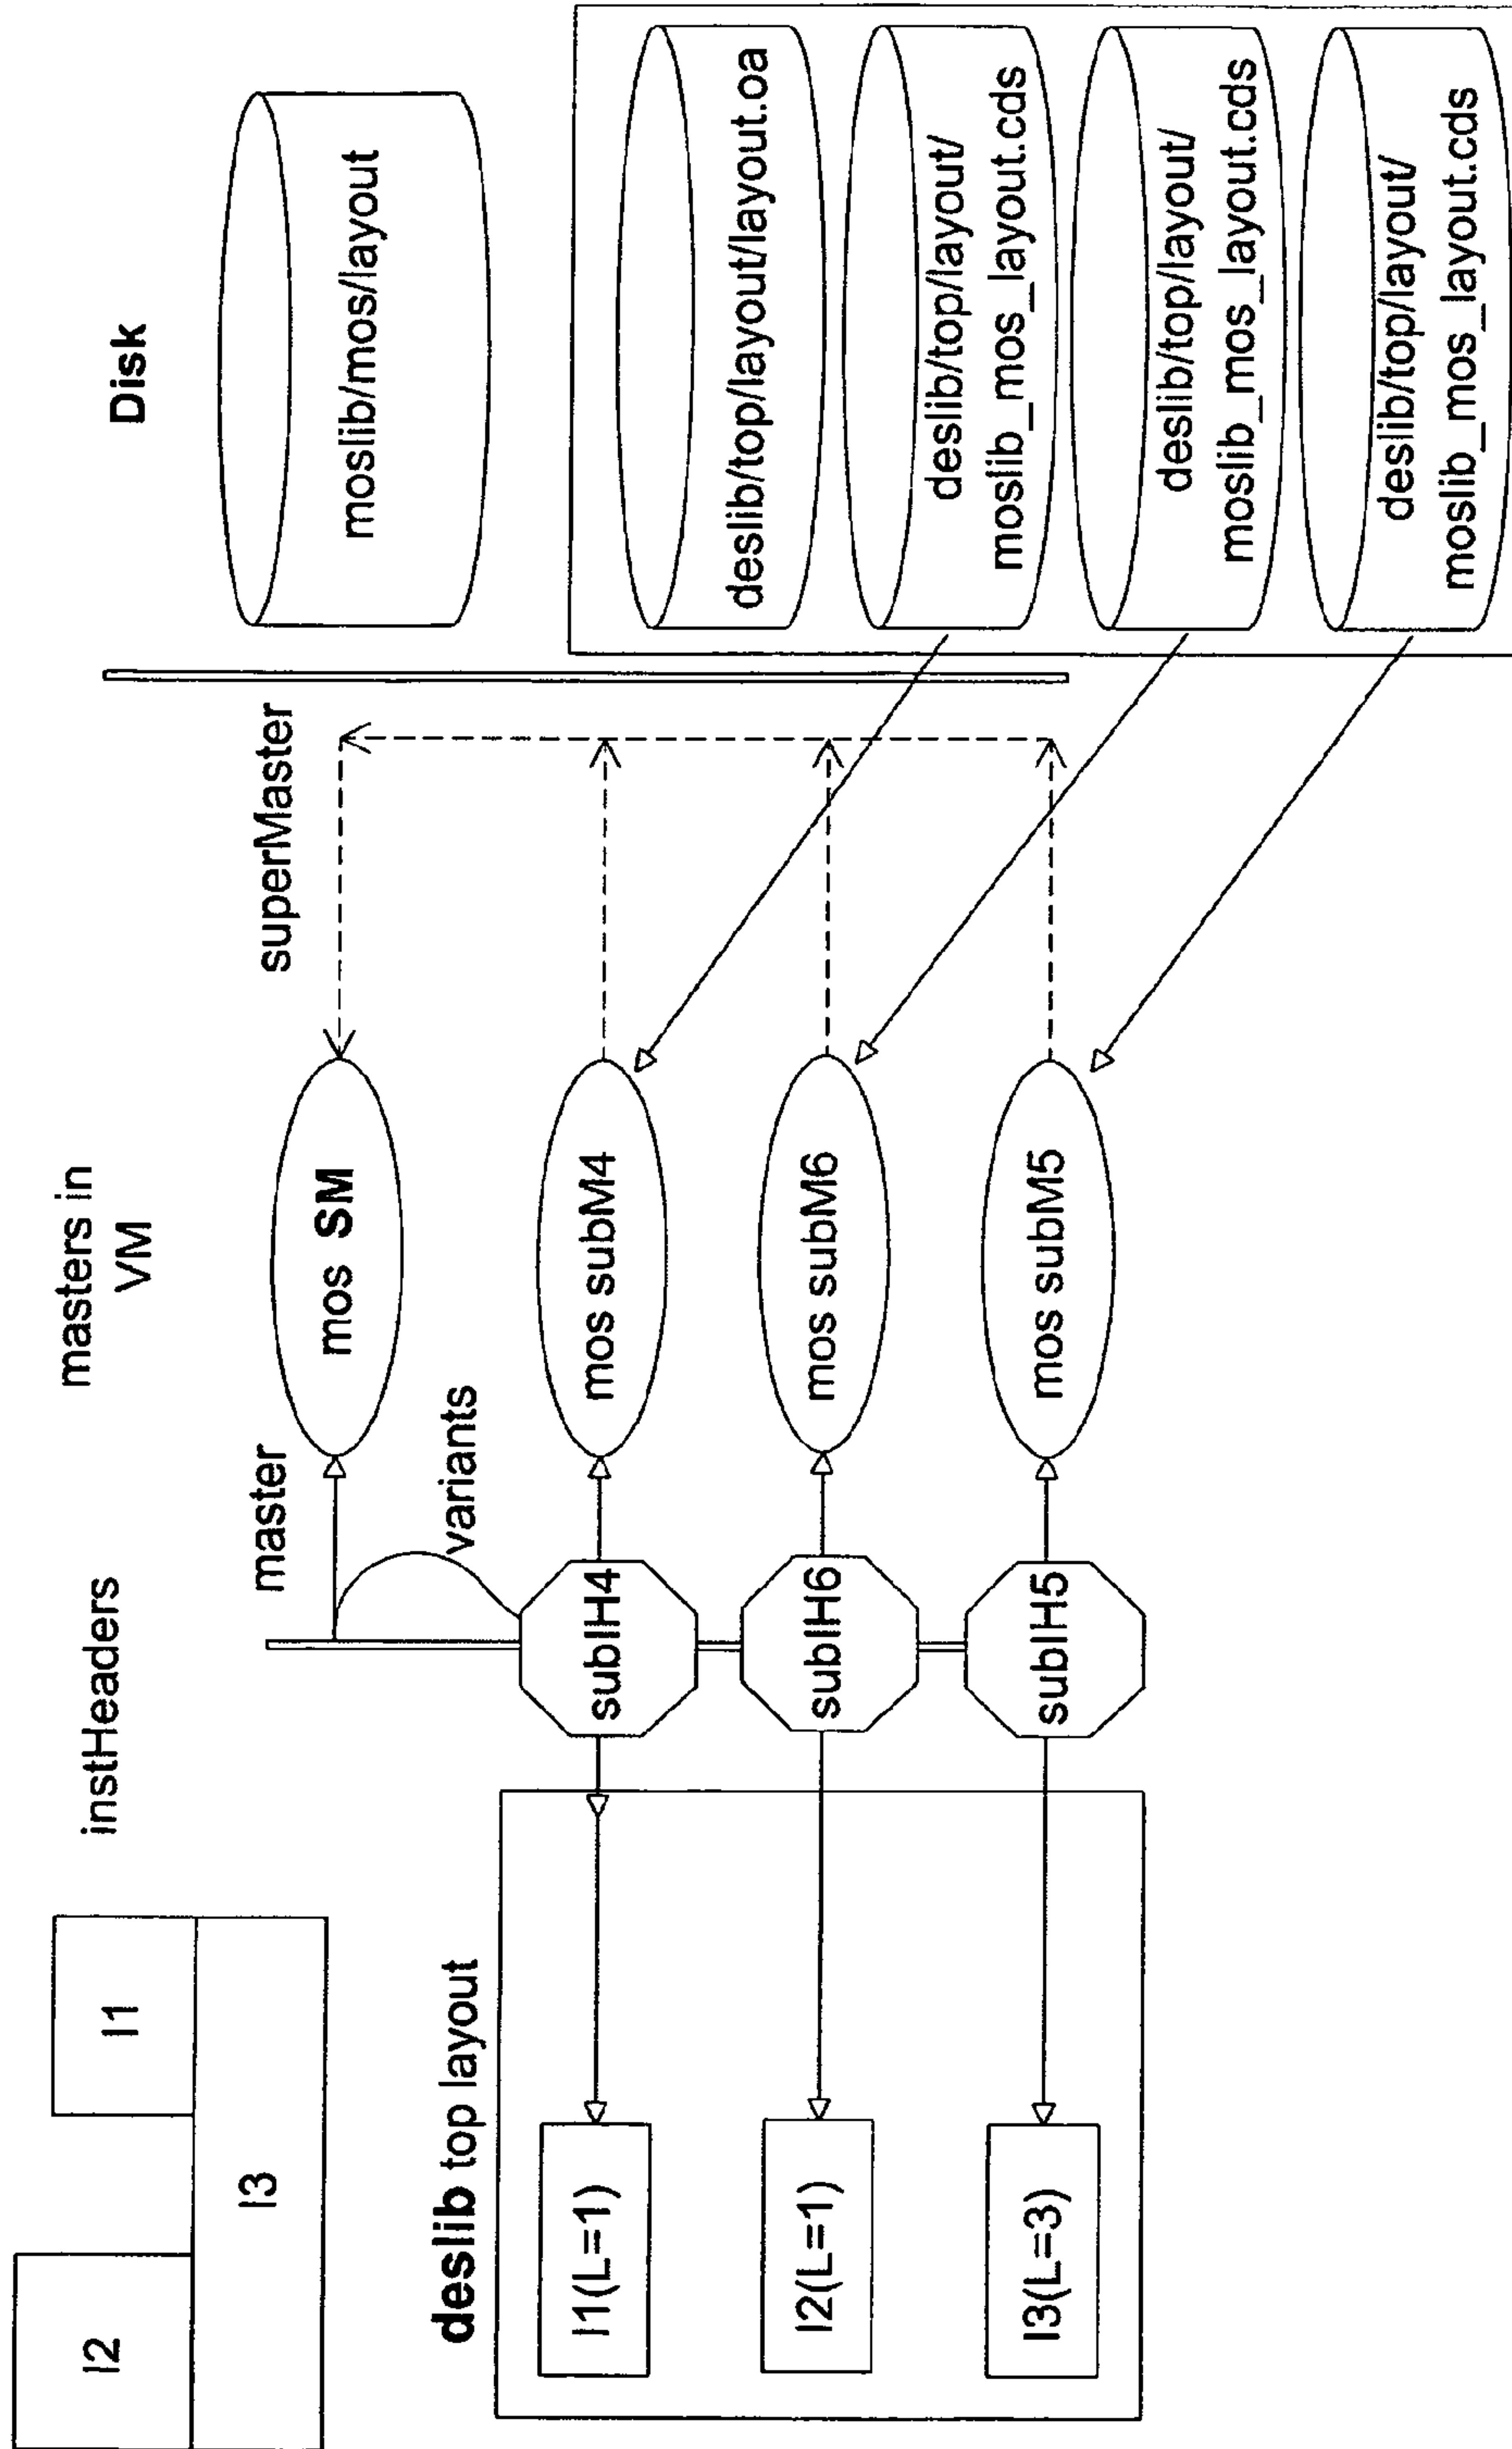 I2
I1
I3
instHeaders
masters in
VM
Disk
master
superMaster
variants
mos SM
moslib/mos/layout
deslib top layout
I1(L=1)
subIH4
mos subM4
deslib/top/layout/layout.oa
I2(L=1)
subIH6
mos subM6
deslib/top/layout/
moslib_mos_layout.cds
I3(L=3)
subIH5
mos subM5
deslib/top/layout/
moslib_mos_layout.cds
deslib/top/layout/
moslib_mos_layout.cds